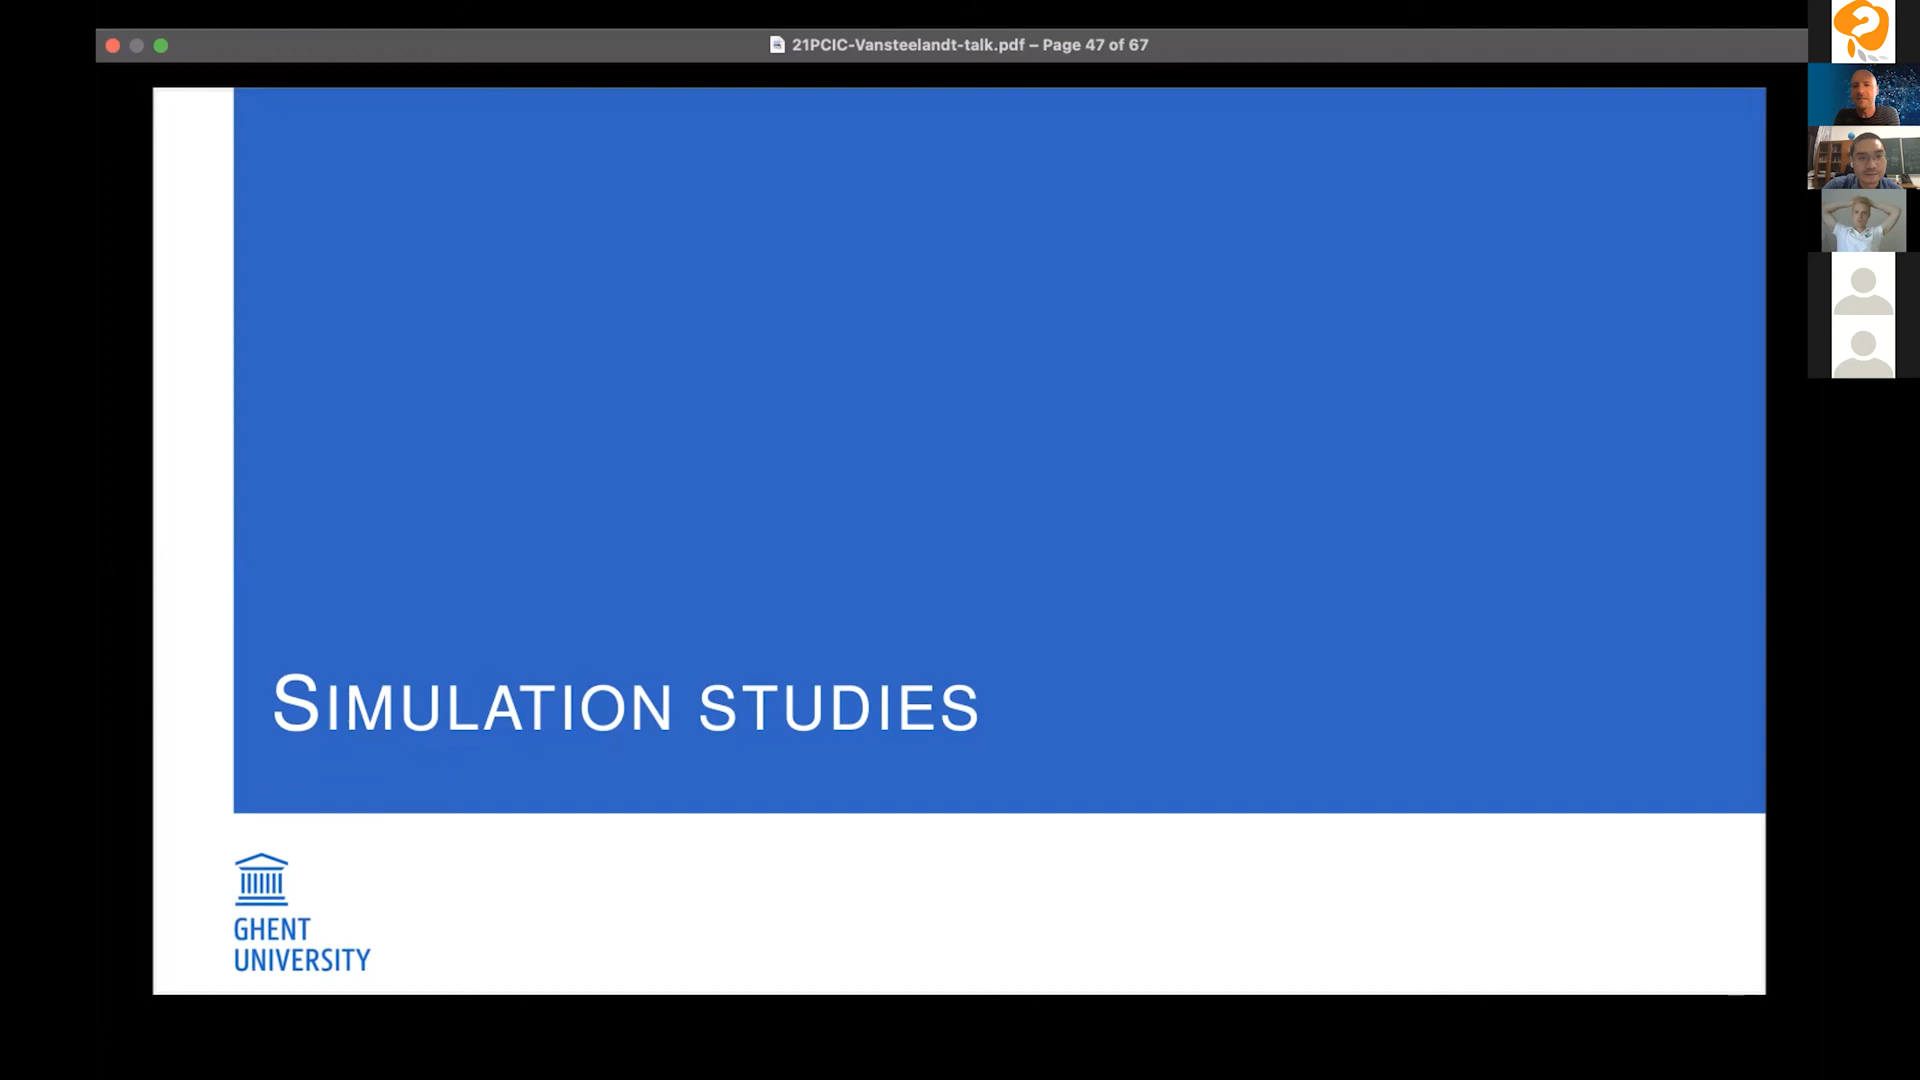 21PCIC-Vansteelandt-talk.pdf – Page 47 of 67
SIMULATION STUDIES
GHENT
UNIVERSITY